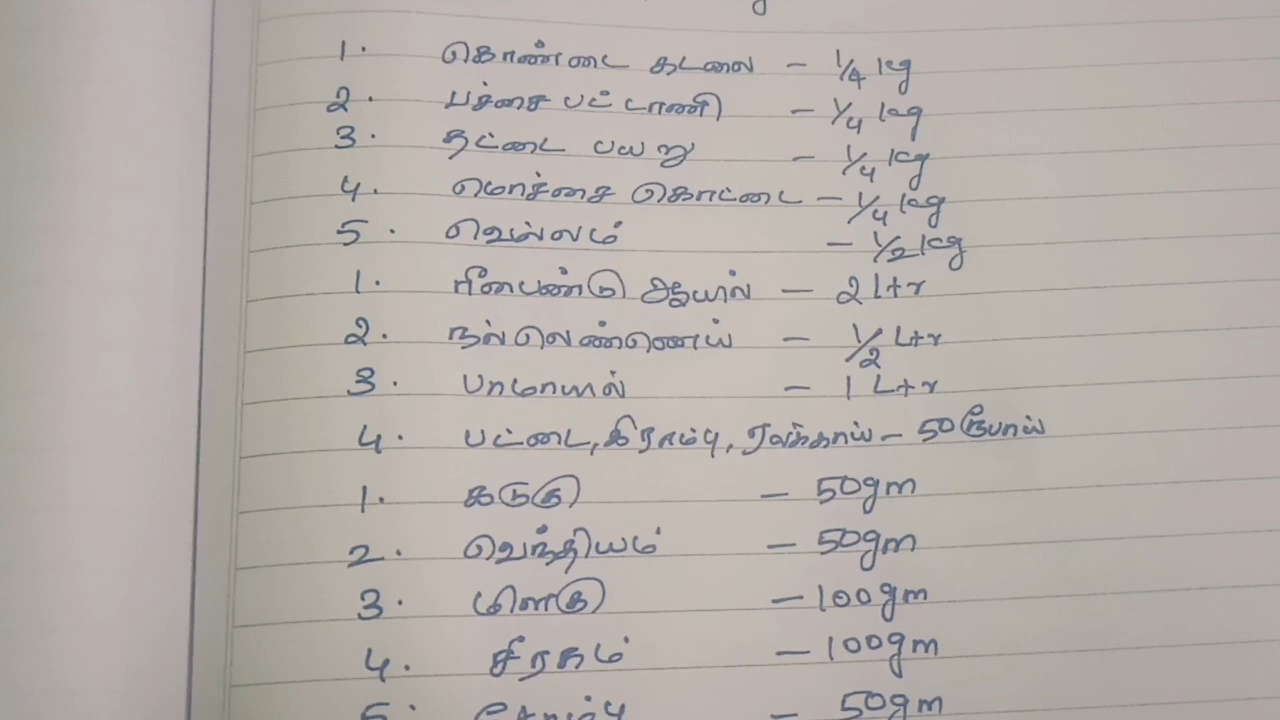 1. கொண்டை கடலை - 1/4 kg
2. பச்சை பட்டாணி - 1/4 kg
3. தட்டை பயறு - 1/4 kg
4. மொச்சை கொட்டை - 1/4 kg
5. வெல்லம் - 1/2 kg
1. ரீபைண்டு ஆயில் - 2 Ltr
2. நல்லெண்ணெய் - 1/2 Ltr
3. பாமாயில் - 1 Ltr
4. பட்டை, கிராம்பு, ஏலக்காய் - 50 ரூபாய்
1. கடுகு - 50gm
2. வெந்தியம் - 50gm
3. மிளகு - 100gm
4. சீரகம் - 100gm
5. சோம்பு - 50gm